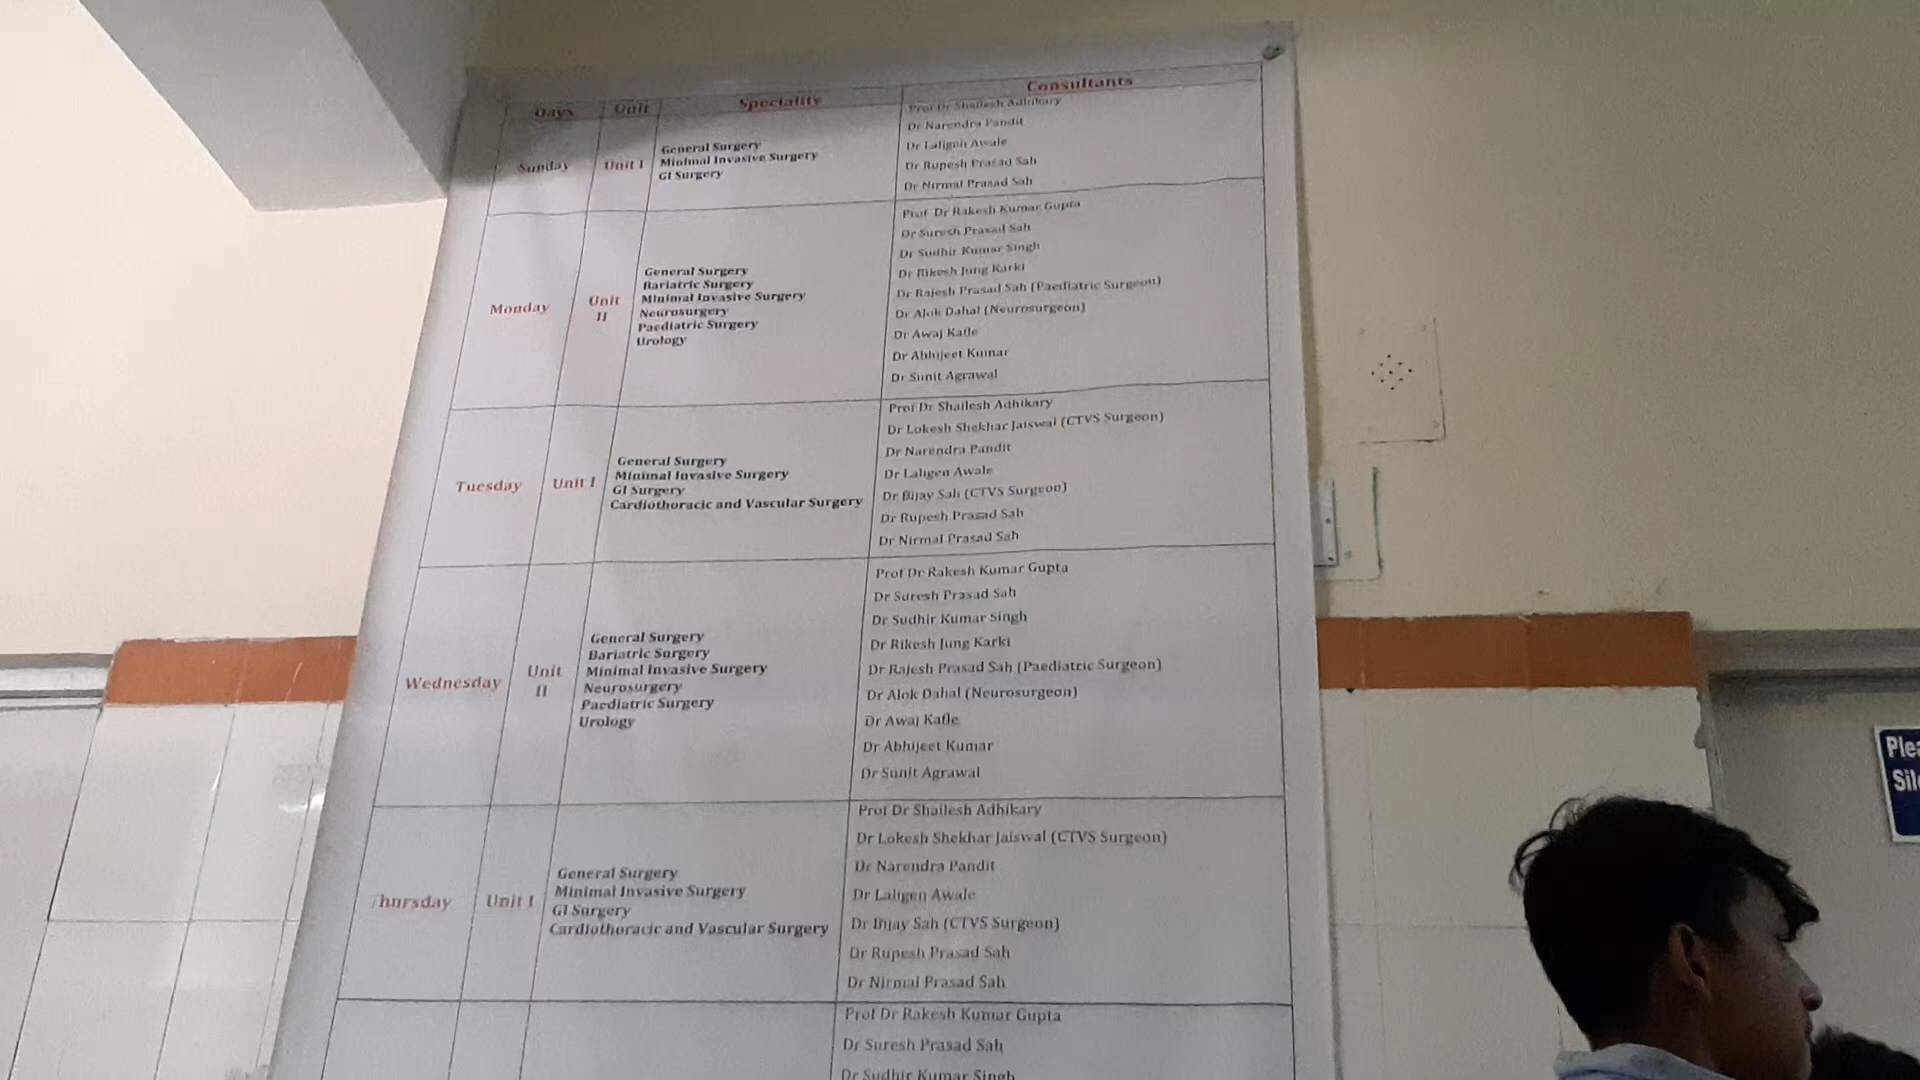 Days Unit Speciality Consultants
Sunday
Unit I
General Surgery
Minimal Invasive Surgery
GI Surgery
Prof Dr Shailesh Adhikary
Dr Narendra Pandit
Dr Laligen Awale
Dr Rupesh Prasad Sah
Dr Nirmal Prasad Sah
Monday
Unit
II
General Surgery
Bariatric Surgery
Minimal Invasive Surgery
Neurosurgery
Paediatric Surgery
Urology
Prof Dr Rakesh Kumar Gupta
Dr Suresh Prasad Sah
Dr Sudhir Kumar Singh
Dr Rikesh Jung Karki
Dr Rajesh Prasad Sah (Paediatric Surgeon)
Dr Alok Dahal (Neurosurgeon)
Dr Awaj Kafle
Dr Abhijeet Kumar
Dr Sunit Agrawal
Tuesday
Unit I
General Surgery
Minimal Invasive Surgery
GI Surgery
Cardiothoracic and Vascular Surgery
Prof Dr Shailesh Adhikary
Dr Lokesh Shekhar Jaiswal (CTVS Surgeon)
Dr Narendra Pandit
Dr Laligen Awale
Dr Bijay Sah (CTVS Surgeon)
Dr Rupesh Prasad Sah
Dr Nirmal Prasad Sah
Wednesday
Unit
II
General Surgery
Bariatric Surgery
Minimal Invasive Surgery
Neurosurgery
Paediatric Surgery
Urology
Prof Dr Rakesh Kumar Gupta
Dr Suresh Prasad Sah
Dr Sudhir Kumar Singh
Dr Rikesh Jung Karki
Dr Rajesh Prasad Sah (Paediatric Surgeon)
Dr Alok Dahal (Neurosurgeon)
Dr Awaj Kafle
Dr Abhijeet Kumar
Dr Sunit Agrawal
Thursday
Unit I
General Surgery
Minimal Invasive Surgery
GI Surgery
Cardiothoracic and Vascular Surgery
Prof Dr Shailesh Adhikary
Dr Lokesh Shekhar Jaiswal (CTVS Surgeon)
Dr Narendra Pandit
Dr Laligen Awale
Dr Bijay Sah (CTVS Surgeon)
Dr Rupesh Prasad Sah
Dr Nirmal Prasad Sah
Prof Dr Rakesh Kumar Gupta
Dr Suresh Prasad Sah
Dr Sudhir Kumar Singh